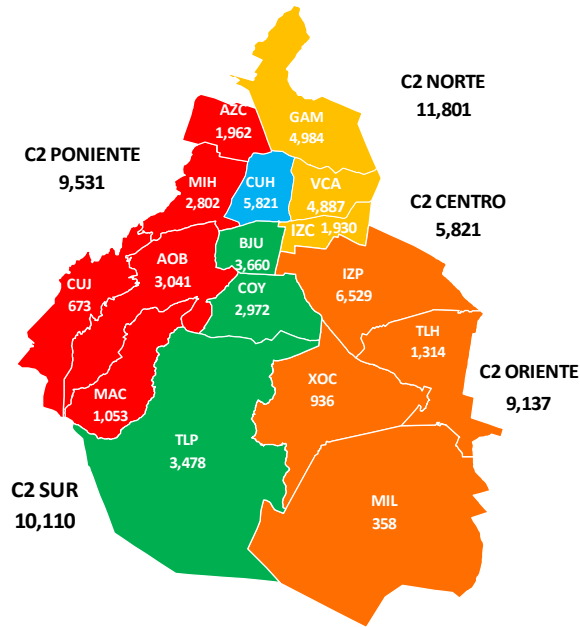 C2 NORTE
11,801
AZC
1,962
GAM
4,984
C2 PONIENTE
9,531
MIH
2,802
CUH
5,821
VCA
4,887
C2 CENTRO
5,821
IZC 1,930
BJU
3,660
AOB
3,041
CUJ
673
COY
2,972
IZP
6,529
TLH
1,314
C2 ORIENTE
9,137
MAC
1,053
XOC
936
TLP
3,478
C2 SUR
10,110
MIL
358